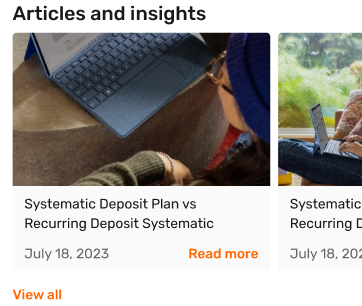 Articles and insights
Systematic Deposit Plan vs
Recurring Deposit Systematic
July 18, 2023
Read more
Systematic
Recurring
July 18,
View all